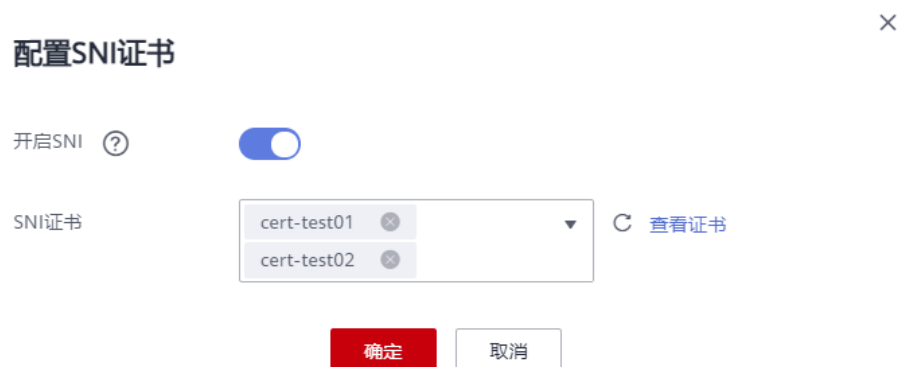 配置SNI证书
开启SNI
SNI证书
cert-test01
查看证书
cert-test02
确定
取消